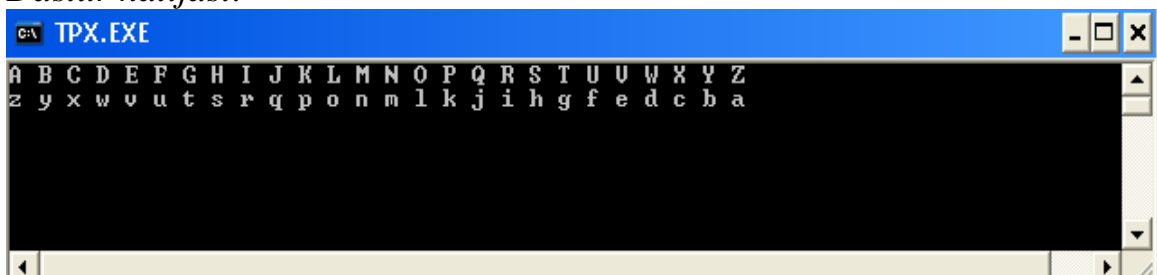 Dastur natijasi:
TPX.EXE
A B C D E F G H I J K L M N O P Q R S T U V W X Y Z
z y x w v u t s r q p o n m l k j i h g f e d c b a